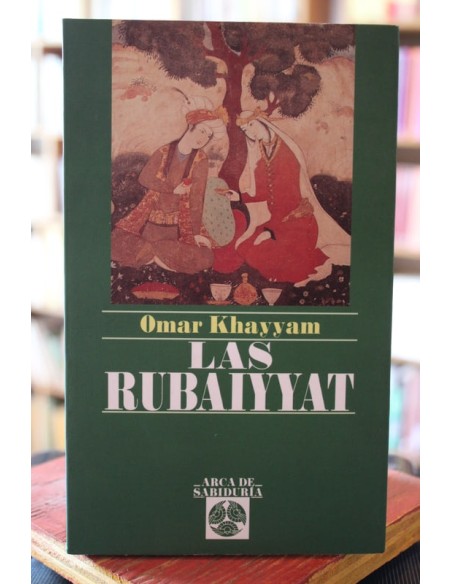 Omar Khayyam
LAS
RUBAIYYAT
ARCA DE
SABIDURÍA